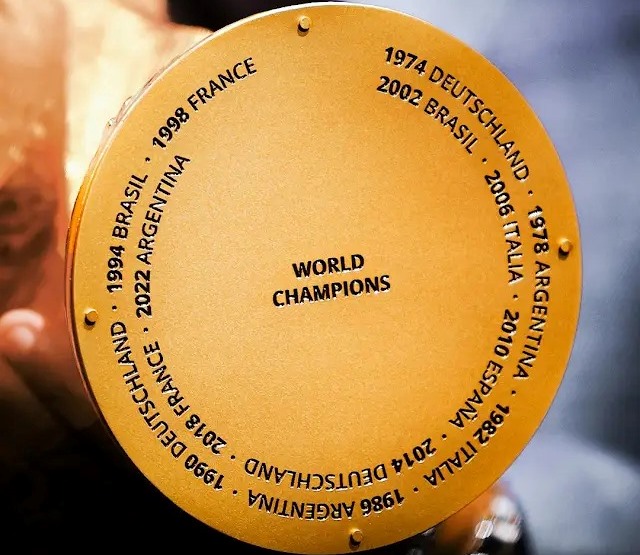 WORLD
CHAMPIONS
1974 DEUTSCHLAND · 1978 ARGENTINA · 1982 ITALIA · 1986 ARGENTINA · 1990 DEUTSCHLAND · 1994 BRASIL · 1998 FRANCE
2002 BRASIL · 2006 ITALIA · 2010 ESPAÑA · 2014 DEUTSCHLAND · 2018 FRANCE · 2022 ARGENTINA